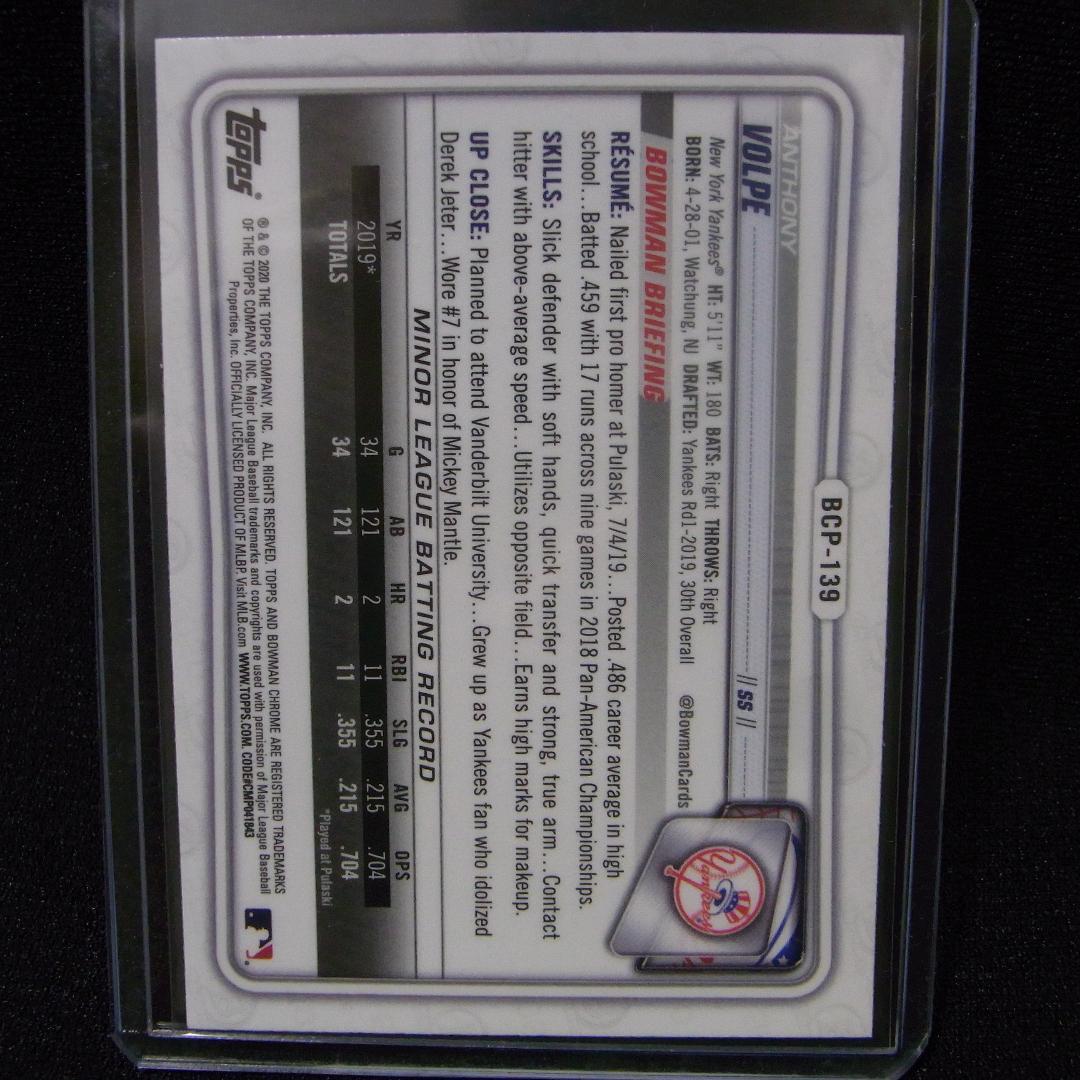 BCP-139
ANTHONY
VOLPE
|| SS ||
New York Yankees® HT: 5'11" WT: 180 BATS: Right THROWS: Right
BORN: 4-28-01, Watchung, NJ DRAFTED: Yankees Rd1-2019, 30th Overall @BowmanCards
Yankees
BOWMAN BRIEFING
RÉSUMÉ: Nailed first pro homer at Pulaski, 7/4/19...Posted .486 career average in high
school...Batted .459 with 17 runs across nine games in 2018 Pan-American Championships.
SKILLS: Slick defender with soft hands, quick transfer and strong, true arm...Contact
hitter with above-average speed...Utilizes opposite field...Earns high marks for makeup.
UP CLOSE: Planned to attend Vanderbilt University...Grew up as Yankees fan who idolized
Derek Jeter...Wore #7 in honor of Mickey Mantle.
MINOR LEAGUE BATTING RECORD
YR G AB HR RBI SLG AVG OPS
2019* 34 121 2 11 .355 .215 .704
TOTALS 34 121 2 11 .355 .215 .704
*Played at Pulaski
topps®
® & © 2020 THE TOPPS COMPANY, INC. ALL RIGHTS RESERVED. TOPPS AND BOWMAN CHROME ARE REGISTERED TRADEMARKS
OF THE TOPPS COMPANY, INC. Major League Baseball trademarks and copyrights are used with permission of Major League Baseball
Properties, Inc. OFFICIALLY LICENSED PRODUCT OF MLBP. Visit MLB.com WWW.TOPPS.COM. CODE#CMP041843